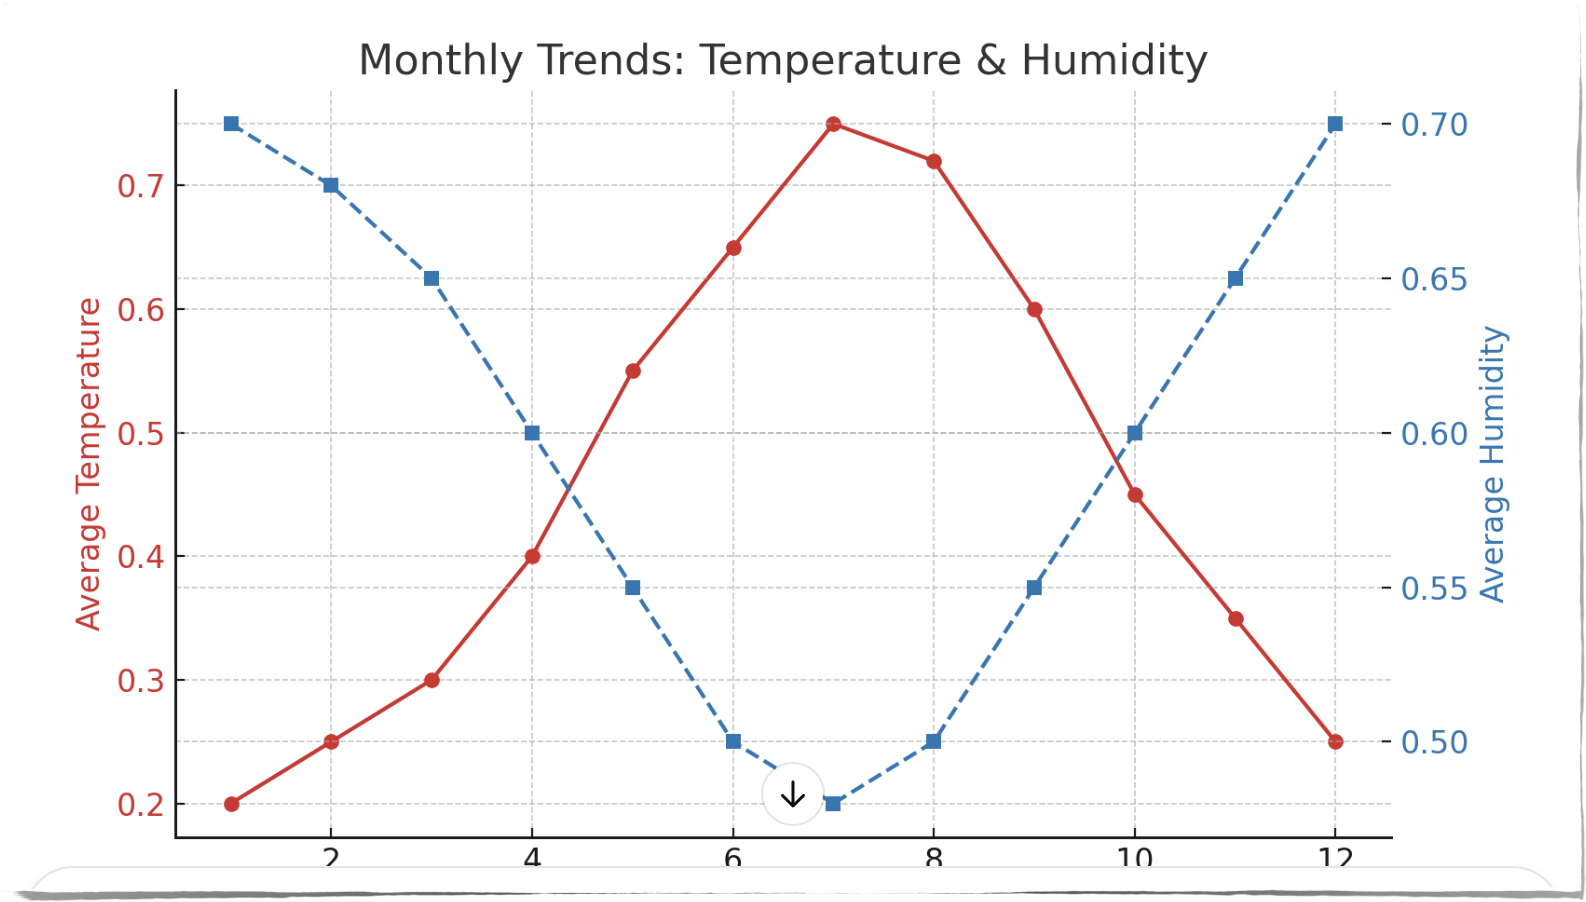 Monthly Trends: Temperature & Humidity
Average Temperature
0.7
0.6
0.5
0.4
0.3
0.2
0.70
0.65
0.60
0.55
0.50
Average Humidity
2 4 6 8 10 12